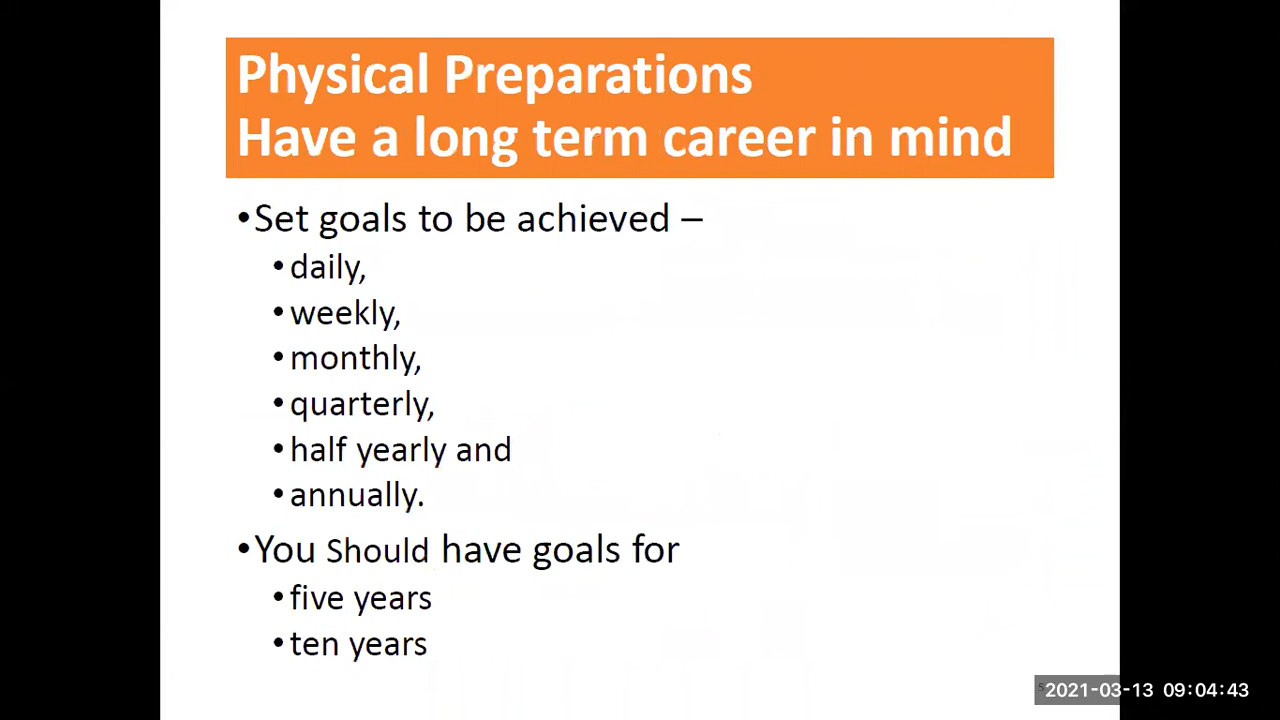 Physical Preparations
Have a long term career in mind
•Set goals to be achieved –
•daily,
•weekly,
•monthly,
•quarterly,
•half yearly and
•annually.
•You Should have goals for
•five years
•ten years
2021-03-13 09:04:43